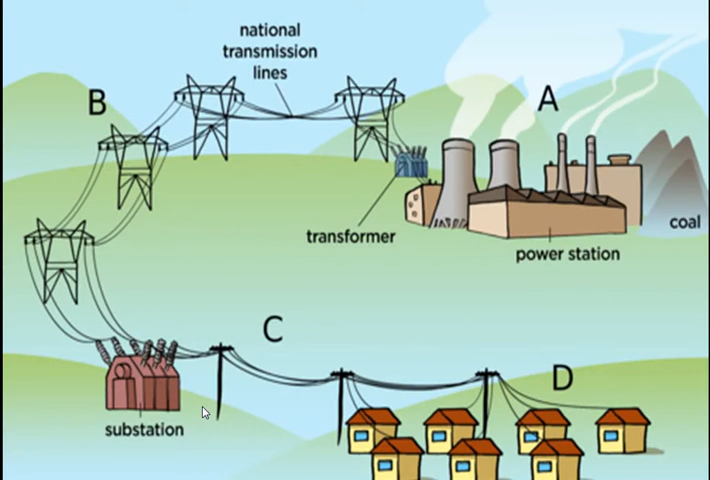 national
transmission
lines
A
B
transformer
power station
coal
C
D
substation